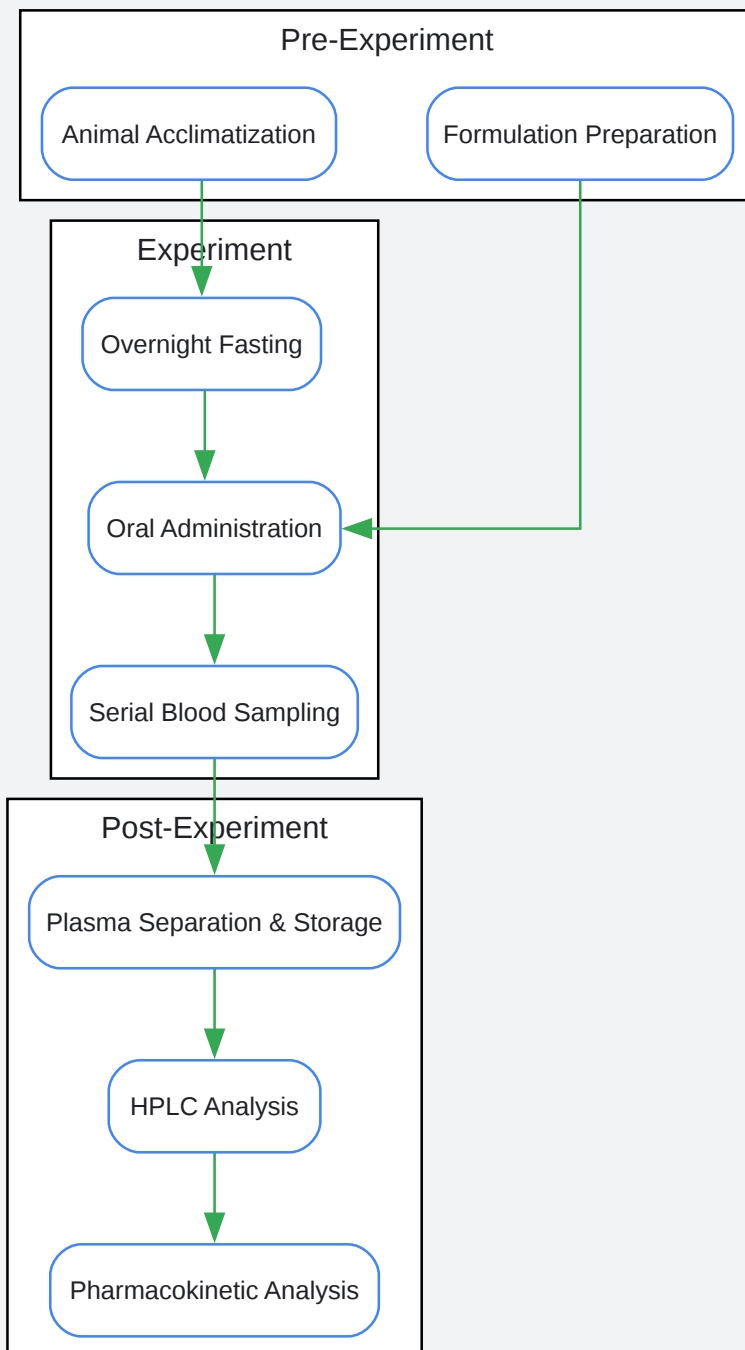 Pre-Experiment
Animal Acclimatization
Formulation Preparation
Experiment
Overnight Fasting
Oral Administration
Serial Blood Sampling
Post-Experiment
Plasma Separation & Storage
HPLC Analysis
Pharmacokinetic Analysis